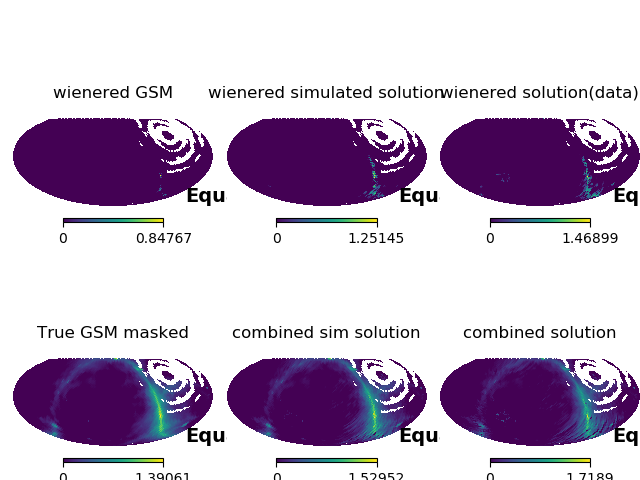 wienered GSM
wienered simulated solution
wienered solution(data)
Equ
Equ
Eq
0 0.84767
0 1.25145
0 1.46899
True GSM masked
combined sim solution
combined solution
Equ
Equ
Eq
0 1.39061
0 1.52952
0 1.7189